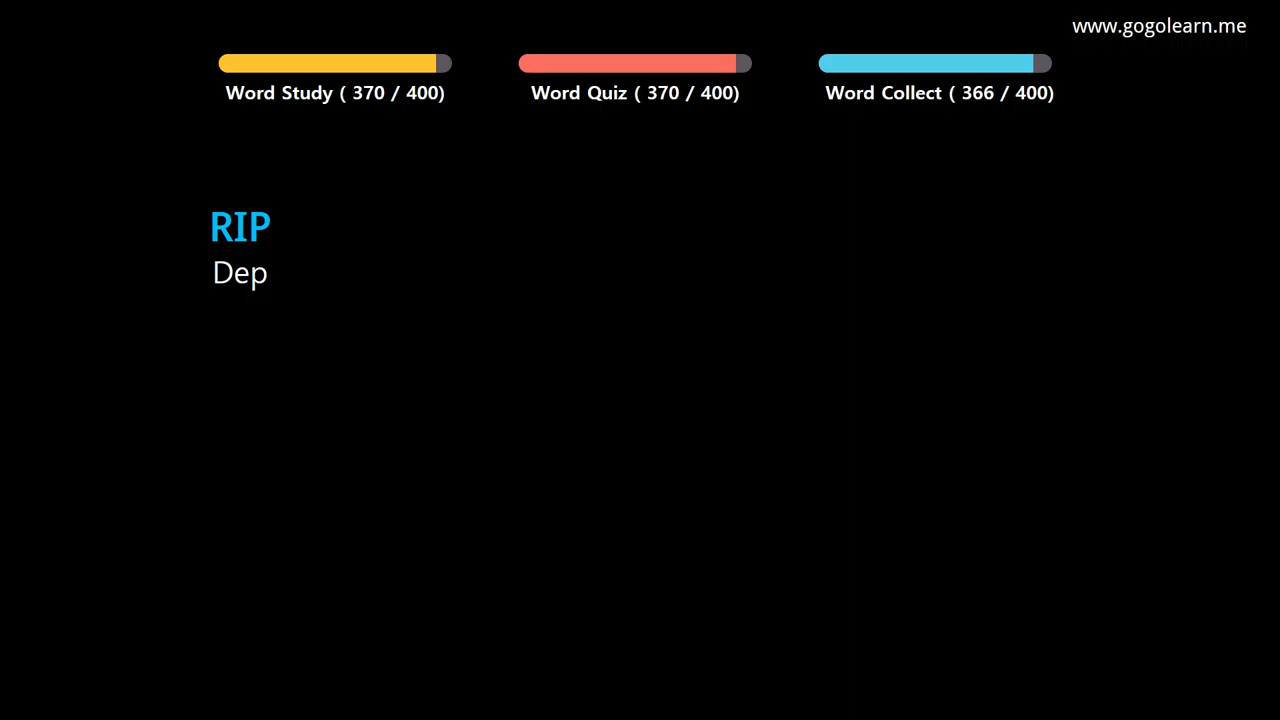 www.gogolearn.me
Word Study ( 370 / 400)
Word Quiz ( 370 / 400)
Word Collect ( 366 / 400)
RIP
Dep